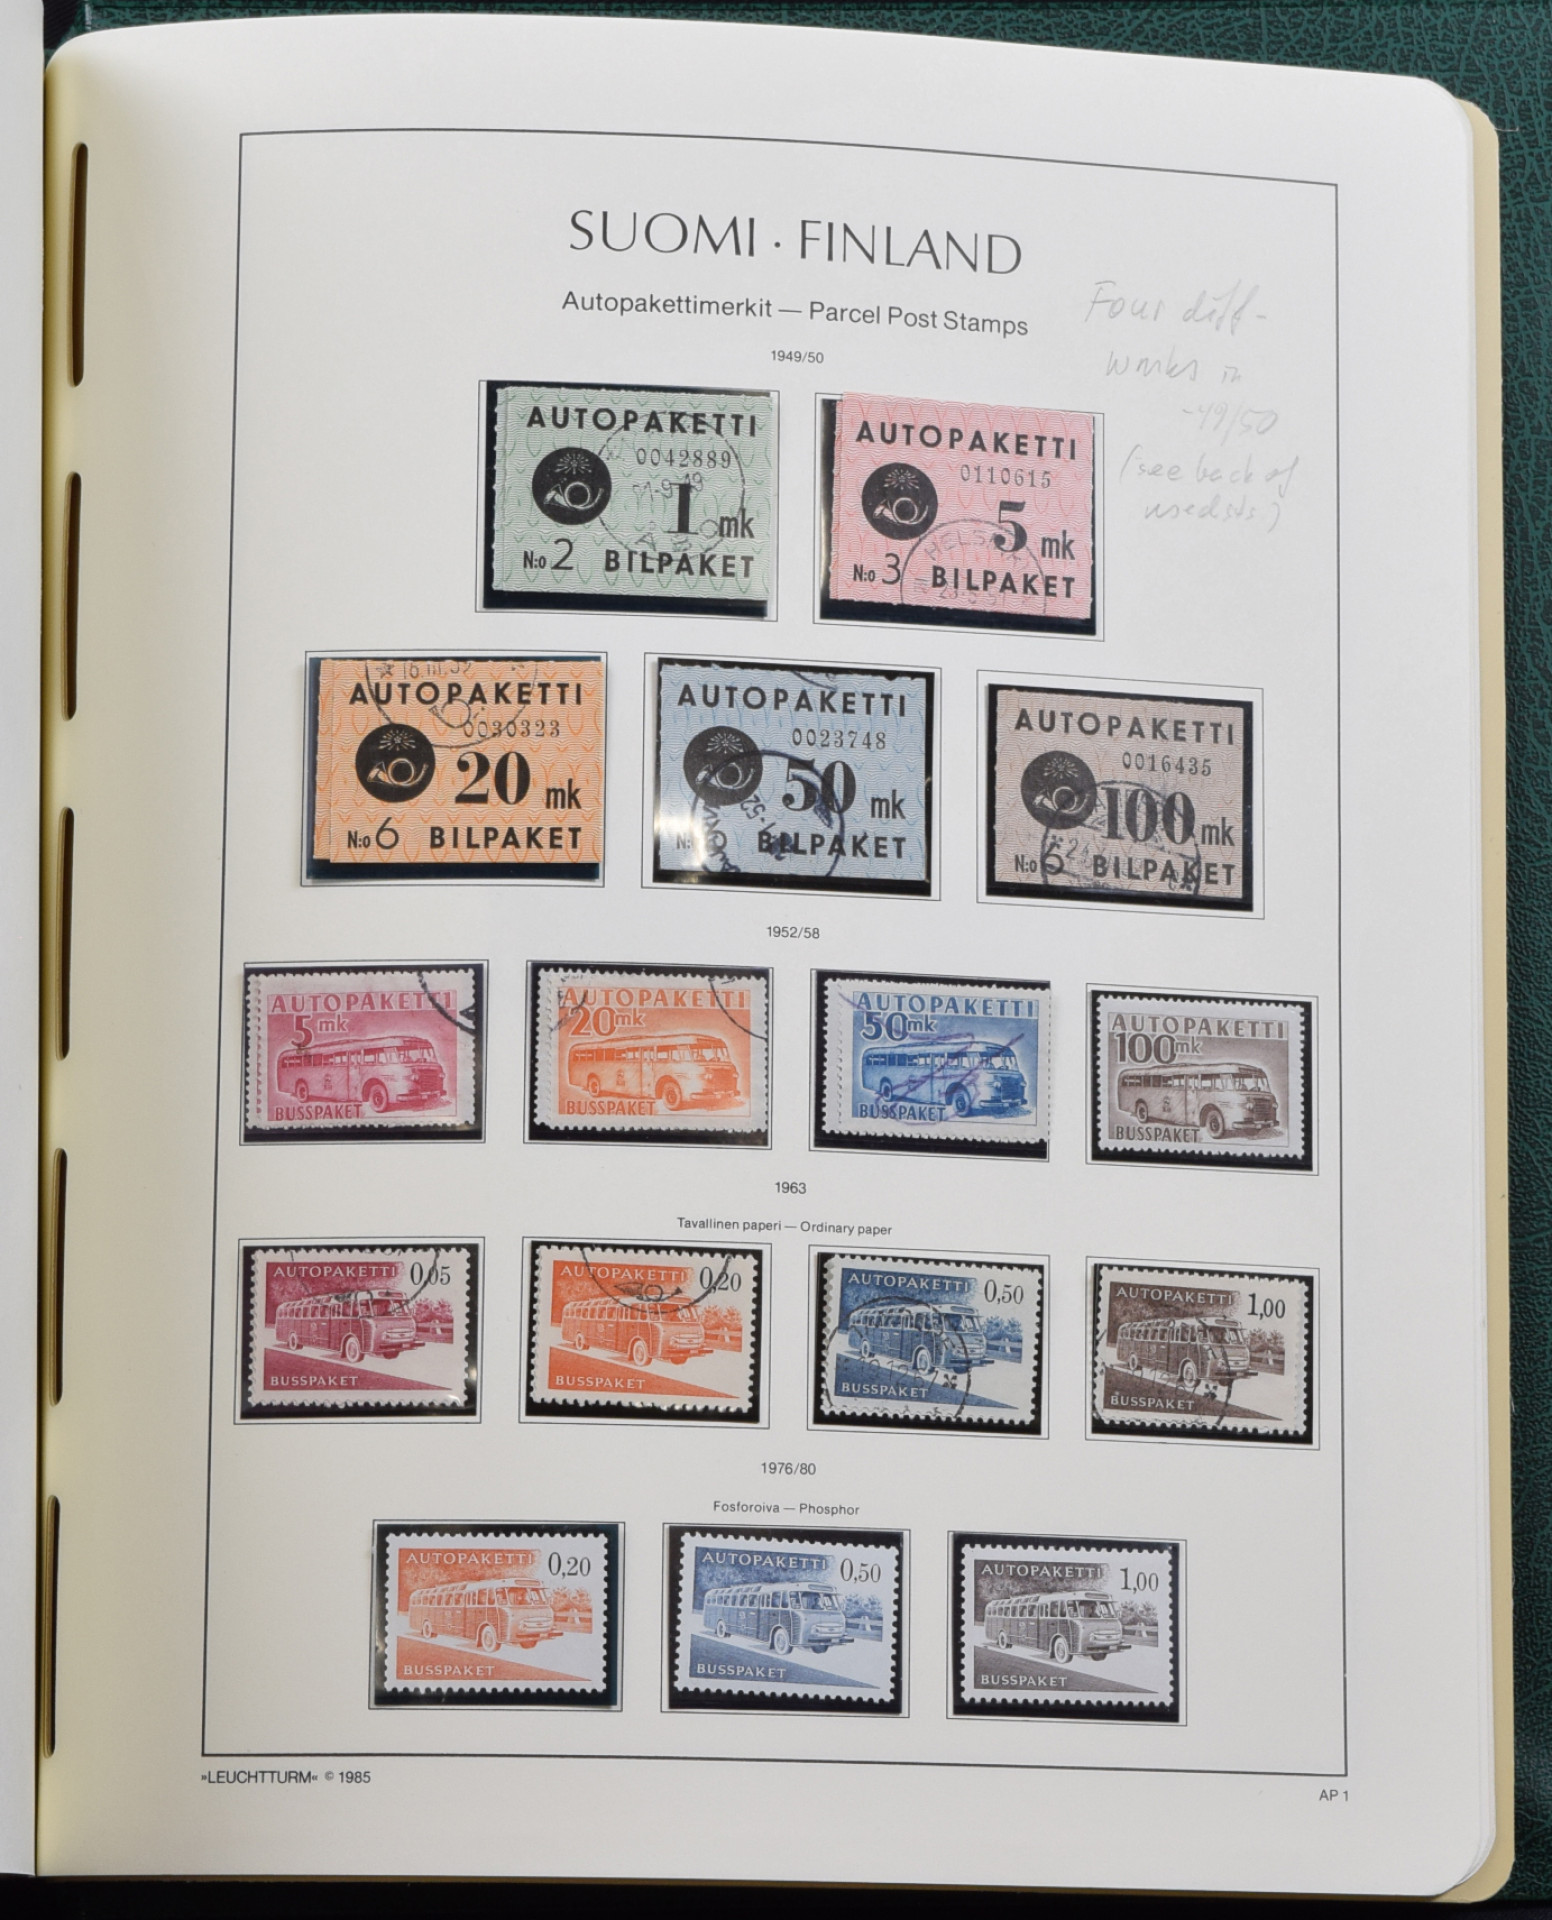 SUOMI · FINLAND
Autopakettimerkit — Parcel Post Stamps
Four diff-
in
-49/50
(see back of
1949/50
AUTOPAKETTI
0042889
1 mk
N:o 2 BILPAKET
AUTOPAKETTI
0110615
5 mk
N:o 3 BILPAKET
AUTOPAKETTI
0030323
20 mk
N:o 6 BILPAKET
AUTOPAKETTI
0023748
50 mk
BILPAKET
AUTOPAKETTI
0016435
100 mk
N:o 6 BILPAKET
1952/58
AUTOPAKETTI
5 mk
BUSSPAKET
AUTOPAKETTI
20 mk
BUSSPAKET
AUTOPAKETTI
50 mk
BUSSPAKET
AUTOPAKETTI
100 mk
BUSSPAKET
1963
Tavallinen paperi — Ordinary paper
AUTOPAKETTI 0,05
BUSSPAKET
AUTOPAKETTI 0,20
BUSSPAKET
AUTOPAKETTI 0,50
BUSSPAKET
AUTOPAKETTI 1,00
BUSSPAKET
1976/80
Fosforoiva — Phosphor
AUTOPAKETTI 0,20
BUSSPAKET
AUTOPAKETTI 0,50
BUSSPAKET
AUTOPAKETTI 1,00
BUSSPAKET
»LEUCHTTURM« © 1985
AP 1